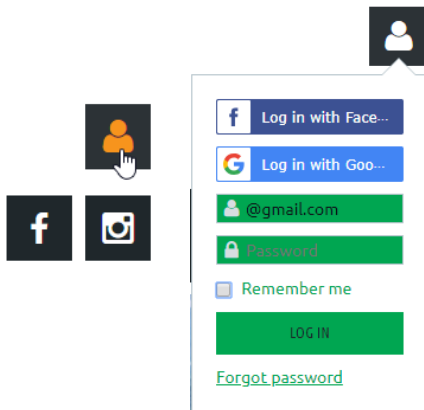 Log in with Face...
Log in with Goo...
@gmail.com
Password
Remember me
LOG IN
Forgot password